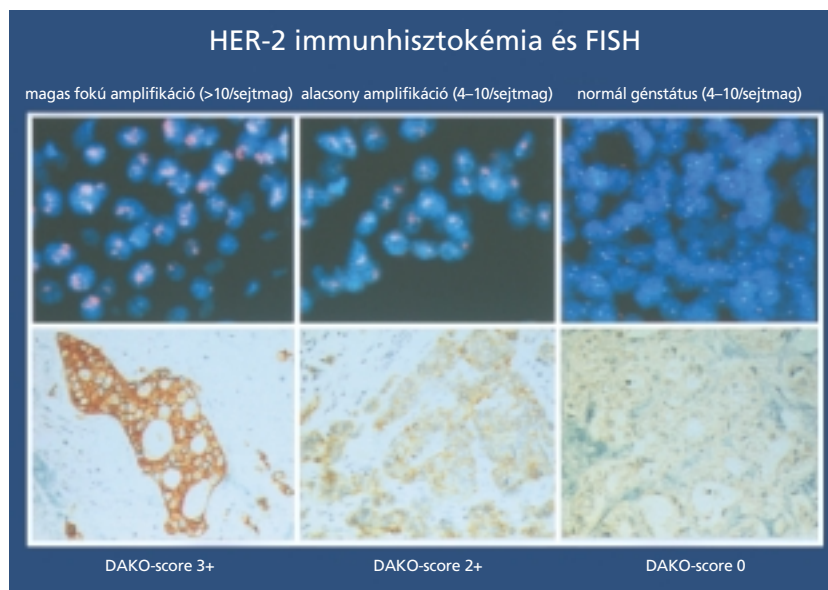 HER-2 immunhisztokémia és FISH
magas fokú amplifikáció (>10/sejtmag) alacsony amplifikáció (4–10/sejtmag) normál génstátus (4–10/sejtmag)
DAKO-score 3+ DAKO-score 2+ DAKO-score 0